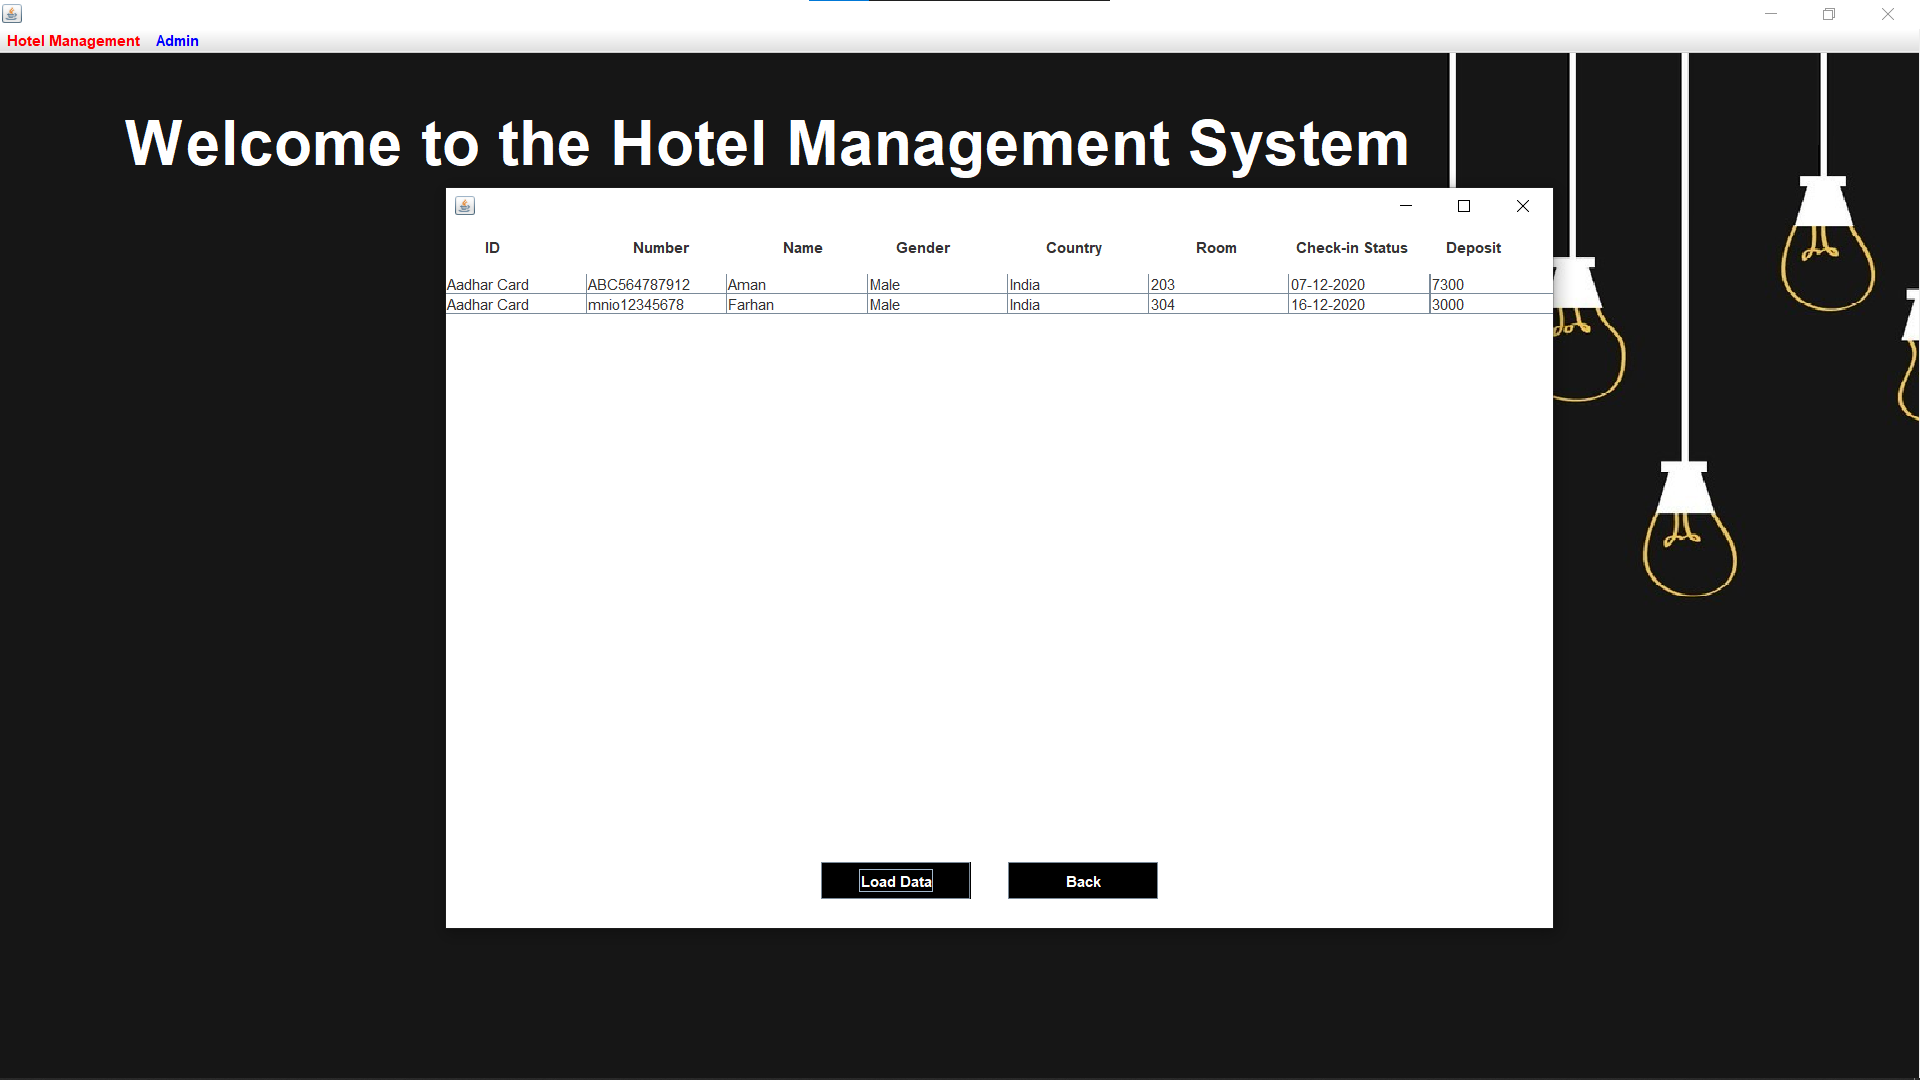 Hotel Management Admin
Welcome to the Hotel Management System
ID Number Name Gender Country Room Check-in Status Deposit
Aadhar Card ABC564787912 Aman Male India 203 07-12-2020 7300
Aadhar Card mnio12345678 Farhan Male India 304 16-12-2020 3000
Load Data Back